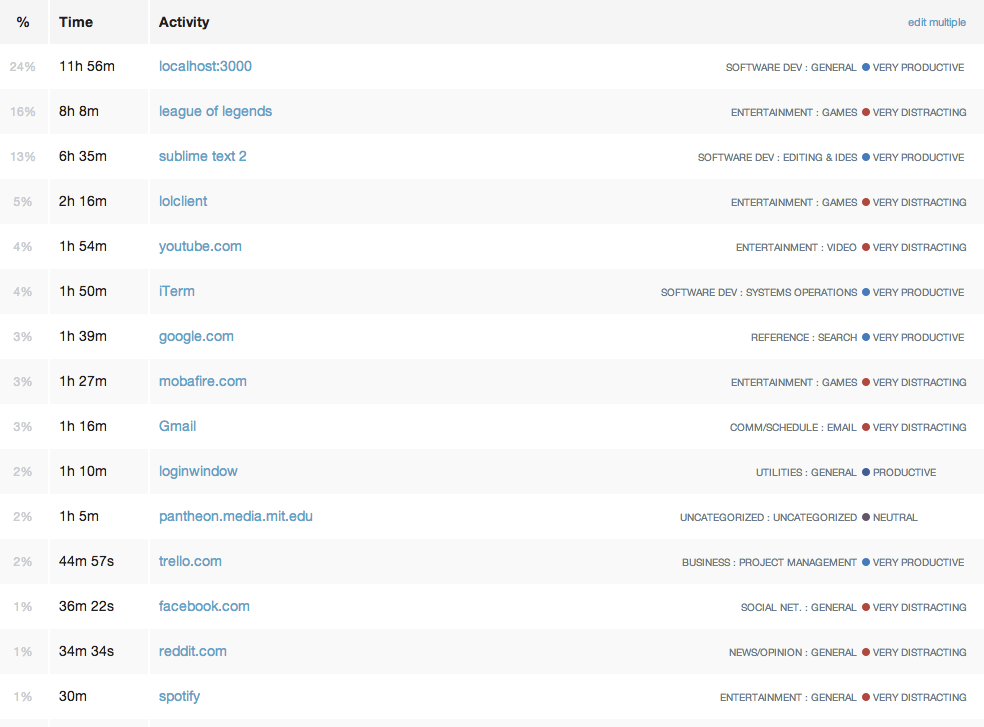 % Time Activity edit multiple
24% 11h 56m localhost:3000 SOFTWARE DEV : GENERAL VERY PRODUCTIVE
16% 8h 8m league of legends ENTERTAINMENT : GAMES VERY DISTRACTING
13% 6h 35m sublime text 2 SOFTWARE DEV : EDITING & IDES VERY PRODUCTIVE
5% 2h 16m lolclient ENTERTAINMENT : GAMES VERY DISTRACTING
4% 1h 54m youtube.com ENTERTAINMENT : VIDEO VERY DISTRACTING
4% 1h 50m iTerm SOFTWARE DEV : SYSTEMS OPERATIONS VERY PRODUCTIVE
3% 1h 39m google.com REFERENCE : SEARCH VERY PRODUCTIVE
3% 1h 27m mobafire.com ENTERTAINMENT : GAMES VERY DISTRACTING
3% 1h 16m Gmail COMM/SCHEDULE : EMAIL VERY DISTRACTING
2% 1h 10m loginwindow UTILITIES : GENERAL PRODUCTIVE
2% 1h 5m pantheon.media.mit.edu UNCATEGORIZED : UNCATEGORIZED NEUTRAL
2% 44m 57s trello.com BUSINESS : PROJECT MANAGEMENT VERY PRODUCTIVE
1% 36m 22s facebook.com SOCIAL NET. : GENERAL VERY DISTRACTING
1% 34m 34s reddit.com NEWS/OPINION : GENERAL VERY DISTRACTING
1% 30m spotify ENTERTAINMENT : GENERAL VERY DISTRACTING